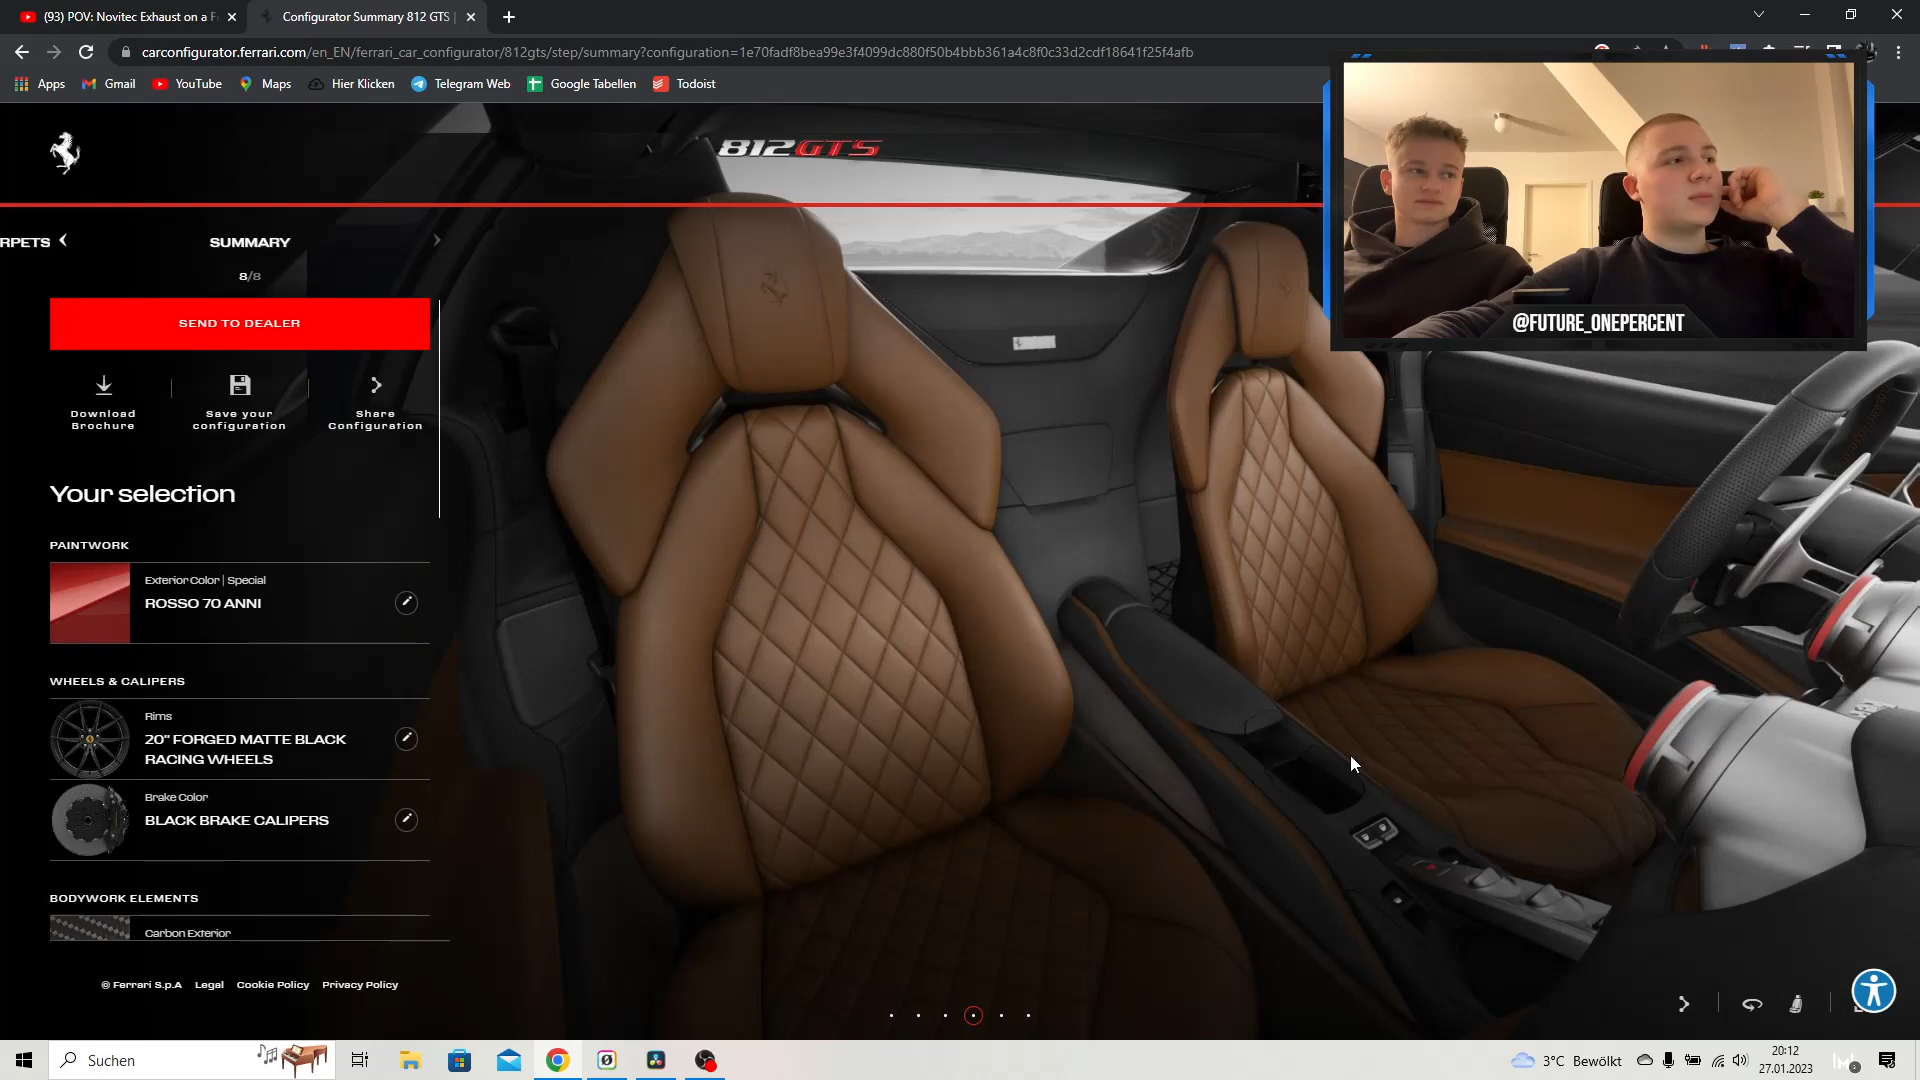 (93) POV: Novitec Exhaust on a F
Configurator Summary 812 GTS |
carconfigurator.ferrari.com/en_EN/ferrari_car_configurator/812gts/step/summary?configuration=1e70fadf8bea99e3f4099dc880f50b4bbb361a4c8f0c33d2cdf18641f25f4afb
Apps
Gmail
YouTube
Maps
Hier Klicken
Telegram Web
Google Tabellen
Todoist
812 GTS
@FUTURE_ONEPERCENT
RPETS
SUMMARY
8/8
SEND TO DEALER
Download
Brochure
Save your
configuration
Share
Configuration
Your selection
PAINTWORK
Exterior Color | Special
ROSSO 70 ANNI
WHEELS & CALIPERS
Rims
20" FORGED MATTE BLACK
RACING WHEELS
Brake Color
BLACK BRAKE CALIPERS
BODYWORK ELEMENTS
Carbon Exterior
© Ferrari S.p.A
Legal
Cookie Policy
Privacy Policy
Suchen
3°C Bewölkt
20:12
27.01.2023